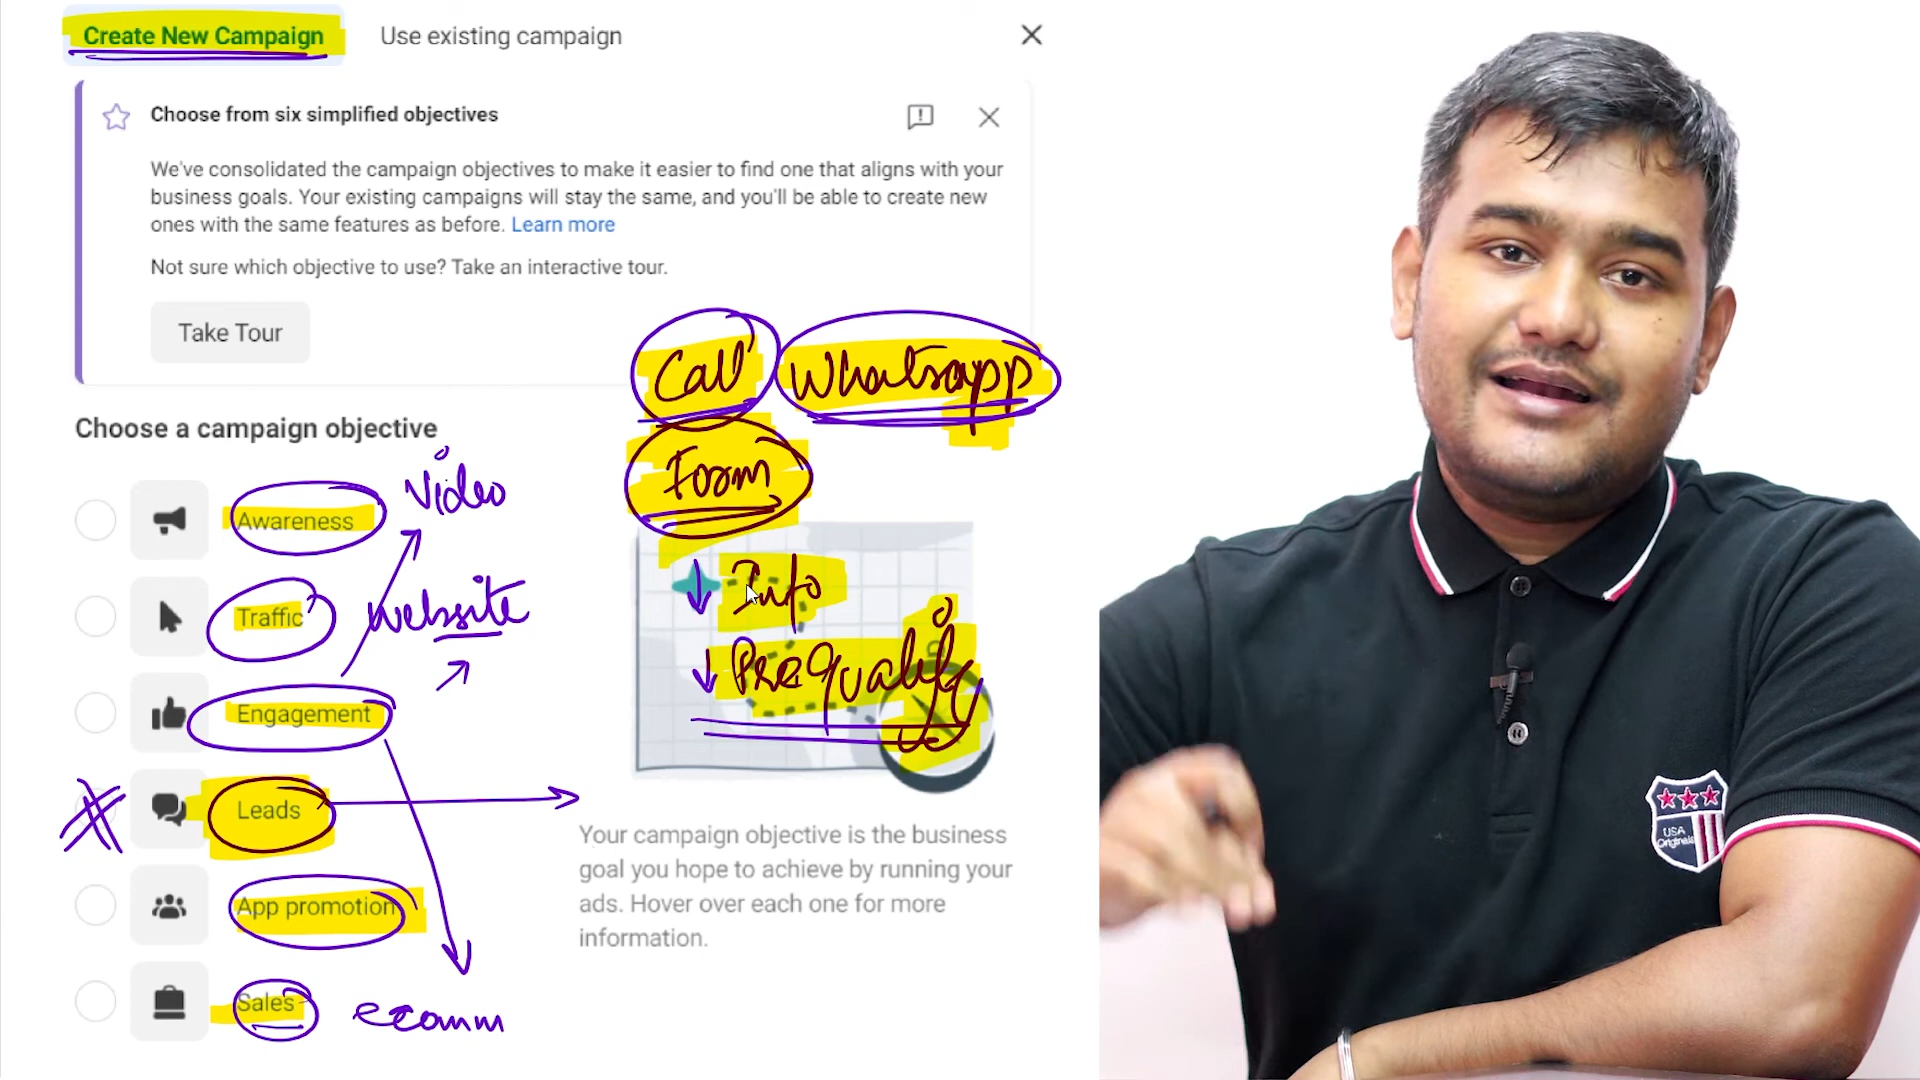 Create New Campaign
Use existing campaign
Choose from six simplified objectives
We've consolidated the campaign objectives to make it easier to find one that aligns with your
business goals. Your existing campaigns will stay the same, and you'll be able to create new
ones with the same features as before. Learn more
Not sure which objective to use? Take an interactive tour.
Take Tour
Call Whatsapp
Form
Info
PreQualify
Choose a campaign objective
Awareness
Video
Traffic
Website
Engagement
Leads
App promotion
Sales
ecomm
Your campaign objective is the business
goal you hope to achieve by running your
ads. Hover over each one for more
information.
USA
Originals